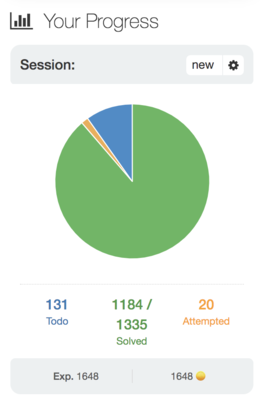 Your Progress
Session: new
131 1184 / 20
Todo 1335 Attempted
Solved
Exp. 1648 1648